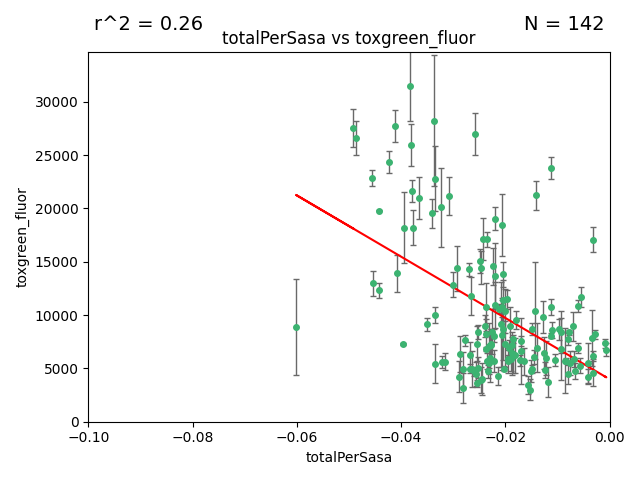 r^2 = 0.26
N = 142
totalPerSasa vs toxgreen_fluor
30000
25000
20000
15000
10000
5000
0
toxgreen_fluor
−0.10
−0.08
−0.06
−0.04
−0.02
0.00
totalPerSasa